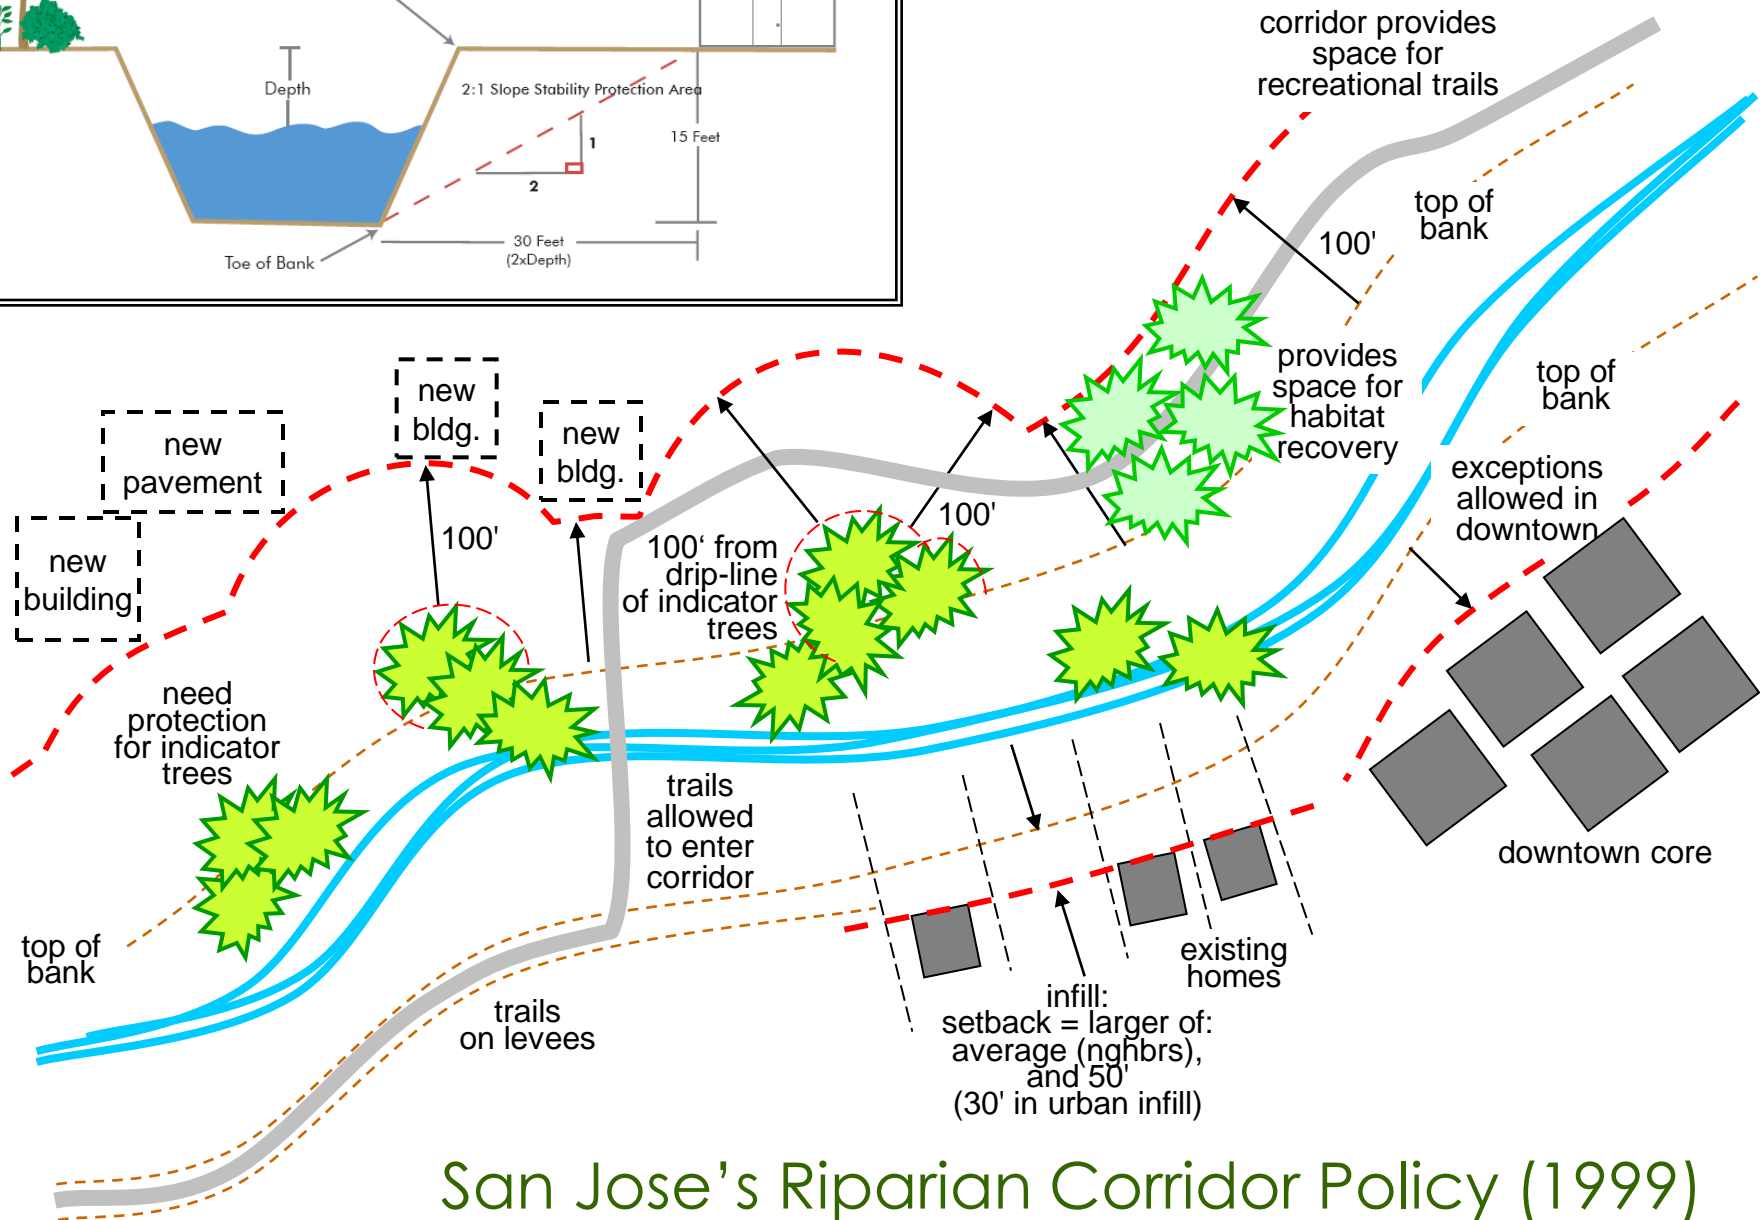 Depth
2:1 Slope Stability Protection Area
1
2
15 Feet
30 Feet
(2xDepth)
Toe of Bank
corridor provides
space for
recreational trails
top of
bank
100'
provides
space for
habitat
recovery
top of
bank
exceptions
allowed in
downtown
new
bldg.
new
pavement
new
bldg.
new
building
100'
100'
100‘ from
drip-line
of indicator
trees
need
protection
for indicator
trees
trails
allowed
to enter
corridor
downtown core
top of
bank
existing
homes
trails
on levees
infill:
setback = larger of:
average (nghbrs),
and 50'
(30' in urban infill)
San Jose’s Riparian Corridor Policy (1999)